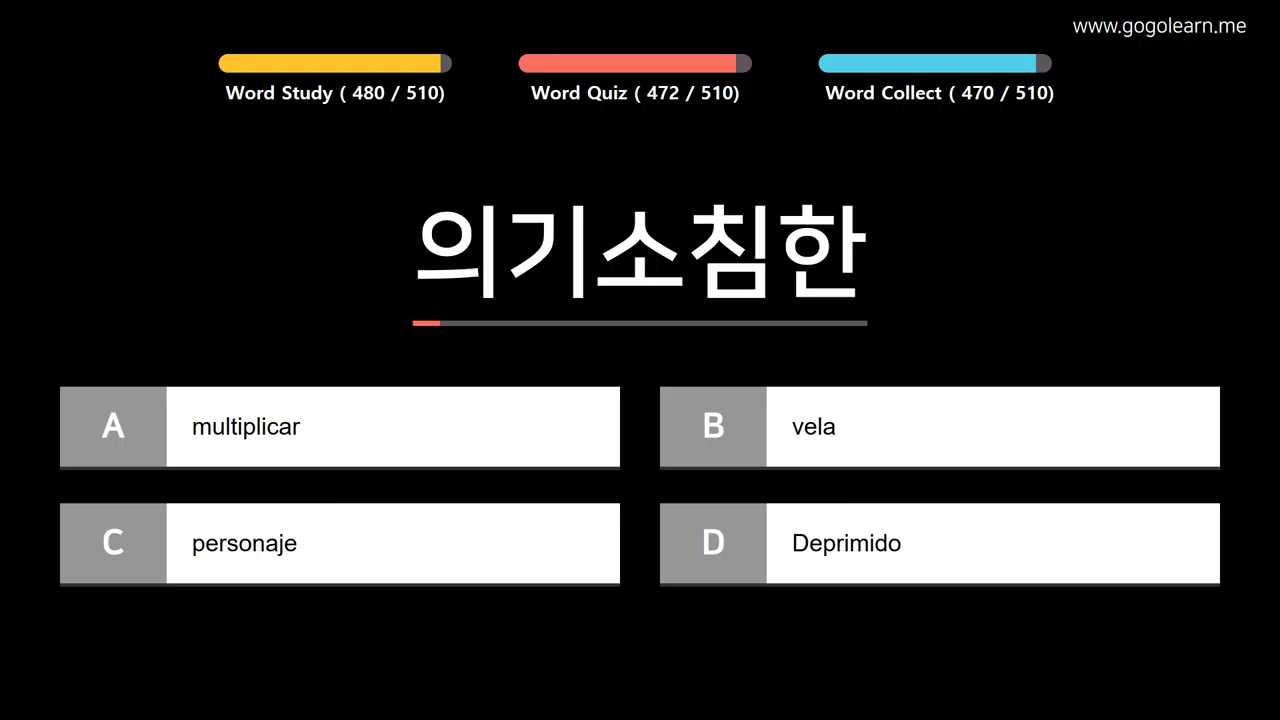 www.gogolearn.me
Word Study ( 480 / 510)
Word Quiz ( 472 / 510)
Word Collect ( 470 / 510)
의기소침한
A multiplicar
B vela
C personaje
D Deprimido